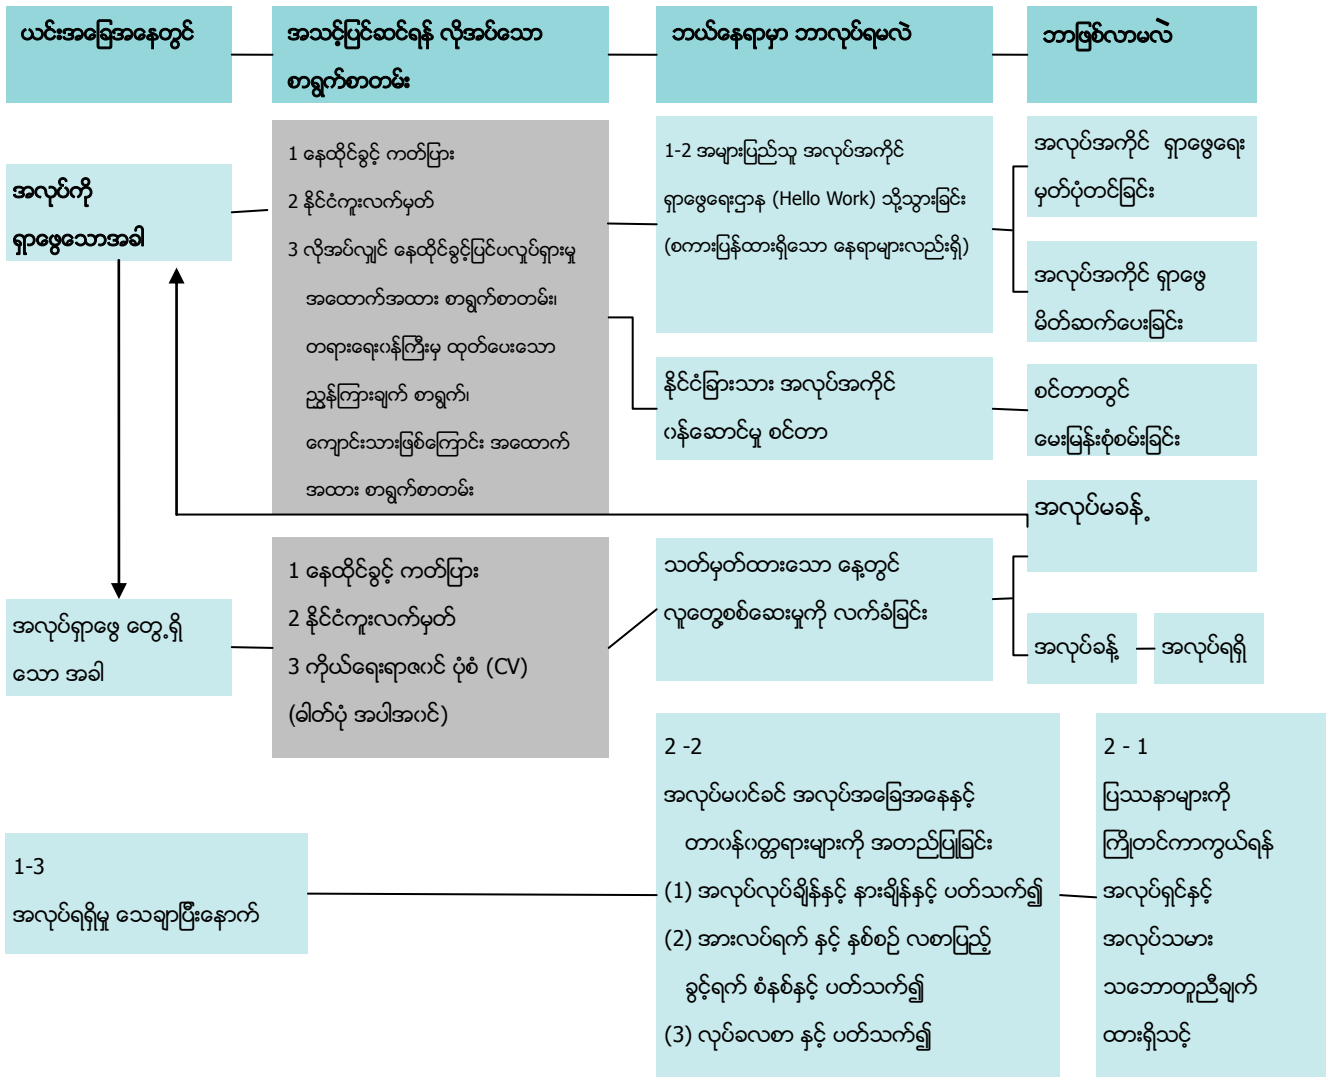 ယင်းအခြေအနေတွင်
အသင့်ပြင်ဆင်ရန် လိုအပ်သော
စာရွက်စာတမ်း
ဘယ်နေရာမှာ ဘာလုပ်ရမလဲ
ဘာဖြစ်လာမလဲ
အလုပ်ကို
ရှာဖွေသောအခါ
1 နေထိုင်ခွင့် ကတ်ပြား
2 နိုင်ငံကူးလက်မှတ်
3 လိုအပ်လျှင် နေထိုင်ခွင့်ပြင်ပလှုပ်ရှားမှု
အထောက်အထား စာရွက်စာတမ်း၊
တရားရေးဝန်ကြီးမှ ထုတ်ပေးသော
ညွှန်ကြားချက် စာရွက်၊
ကျောင်းသားဖြစ်ကြောင်း အထောက်
အထား စာရွက်စာတမ်း
1-2 အများပြည်သူ အလုပ်အကိုင်
ရှာဖွေရေးဌာန (Hello Work) သို့သွားခြင်း
(စကားပြန်ထားရှိသော နေရာများလည်းရှိ)
အလုပ်အကိုင် ရှာဖွေရေး
မှတ်ပုံတင်ခြင်း
အလုပ်အကိုင် ရှာဖွေ
မိတ်ဆက်ပေးခြင်း
နိုင်ငံခြားသား အလုပ်အကိုင်
ဝန်ဆောင်မှု စင်တာ
စင်တာတွင်
မေးမြန်းစုံစမ်းခြင်း
အလုပ်မခန့်
အလုပ်ရှာဖွေ တွေ့ရှိ
သော အခါ
1 နေထိုင်ခွင့် ကတ်ပြား
2 နိုင်ငံကူးလက်မှတ်
3 ကိုယ်ရေးရာဇဝင် ပုံစံ (CV)
(ဓါတ်ပုံ အပါအဝင်)
သတ်မှတ်ထားသော နေ့တွင်
လူတွေ့စစ်ဆေးမှုကို လက်ခံခြင်း
အလုပ်ခန့်
အလုပ်ရရှိ
1-3
အလုပ်ရရှိမှု သေချာပြီးနောက်
2 -2
အလုပ်မဝင်ခင် အလုပ်အခြေအနေနှင့်
တာဝန်ဝတ္တရားများကို အတည်ပြုခြင်း
(1) အလုပ်လုပ်ချိန်နှင့် နားချိန်နှင့် ပတ်သက်၍
(2) အားလပ်ရက် နှင့် နှစ်စဉ် လစာပြည့်
ခွင့်ရက် စံနစ်နှင့် ပတ်သက်၍
(3) လုပ်ခလစာ နှင့် ပတ်သက်၍
2 - 1
ပြဿနာများကို
ကြိုတင်ကာကွယ်ရန်
အလုပ်ရှင်နှင့်
အလုပ်သမား
သဘောတူညီချက်
ထားရှိသင့်